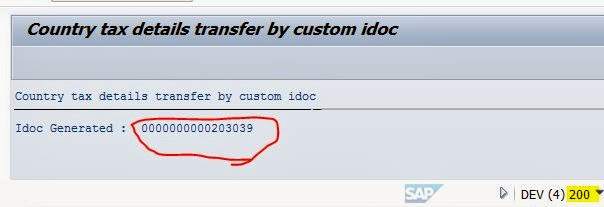 Country tax details transfer by custom idoc
Country tax details transfer by custom idoc
Idoc Generated : 0000000000203039
SAP DEV (4) 200